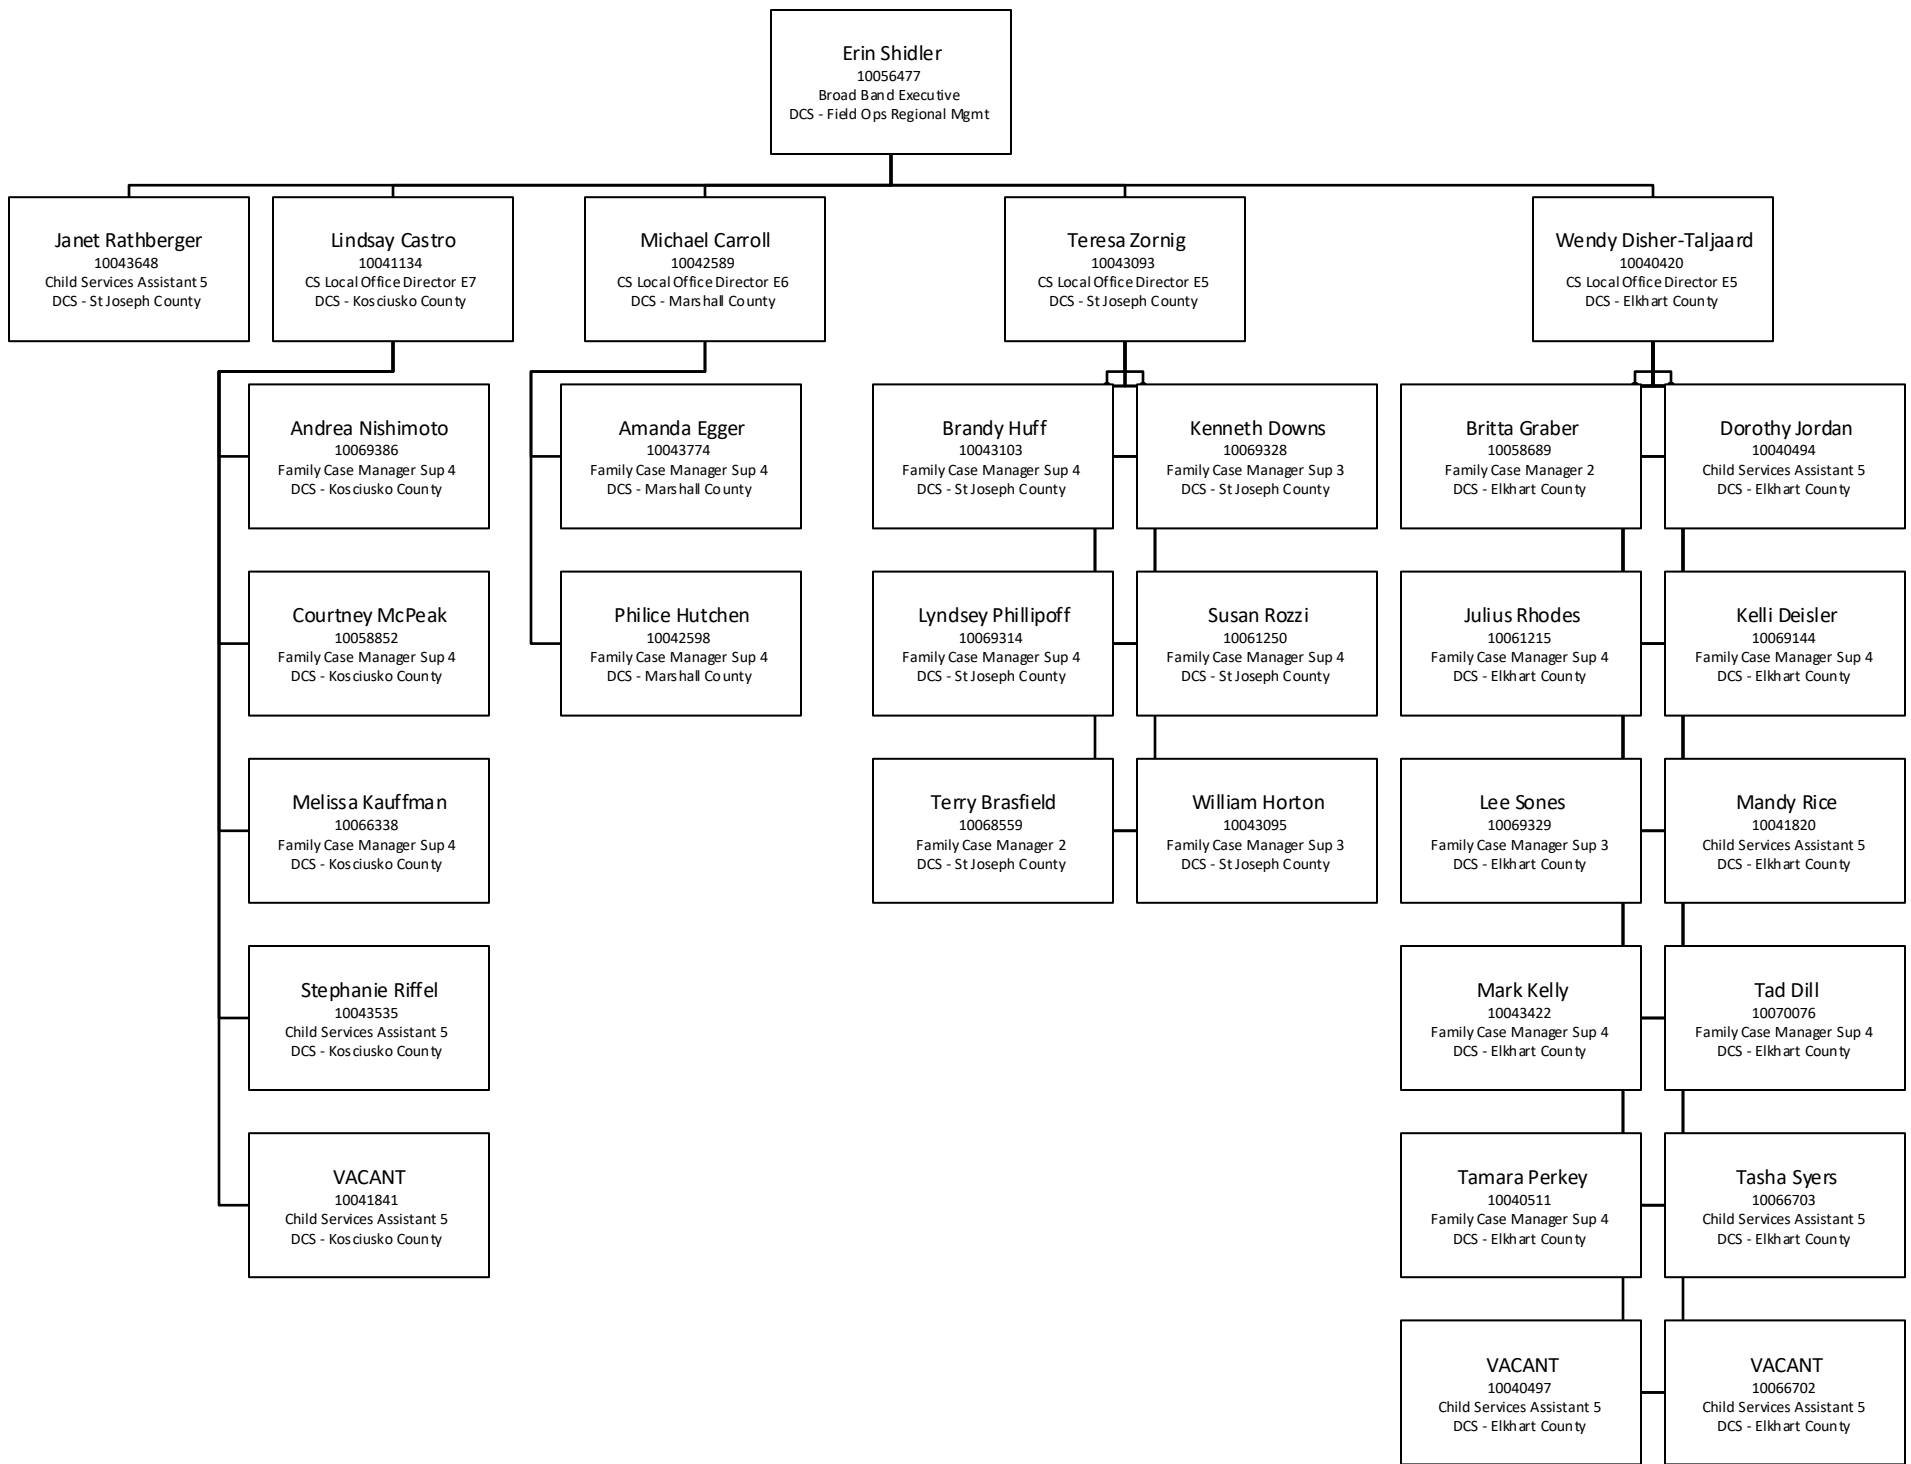 Erin Shidler
10056477
Broad Band Executive
DCS - Field Ops Regional Mgmt
Janet Rathberger
10043648
Child Services Assistant 5
DCS - St Joseph County
Lindsay Castro
10041134
CS Local Office Director E7
DCS - Kosciusko County
Michael Carroll
10042589
CS Local Office Director E6
DCS - Marshall County
Teresa Zornig
10043093
CS Local Office Director E5
DCS - St Joseph County
Wendy Disher-Taljaard
10040420
CS Local Office Director E5
DCS - Elkhart County
Andrea Nishimoto
10069386
Family Case Manager Sup 4
DCS - Kosciusko County
Amanda Egger
10043774
Family Case Manager Sup 4
DCS - Marshall County
Brandy Huff
10043103
Family Case Manager Sup 4
DCS - St Joseph County
Kenneth Downs
10069328
Family Case Manager Sup 3
DCS - St Joseph County
Britta Graber
10058689
Family Case Manager 2
DCS - Elkhart County
Dorothy Jordan
10040494
Child Services Assistant 5
DCS - Elkhart County
Courtney McPeak
10058852
Family Case Manager Sup 4
DCS - Kosciusko County
Philice Hutchen
10042598
Family Case Manager Sup 4
DCS - Marshall County
Lyndsey Phillipoff
10069314
Family Case Manager Sup 4
DCS - St Joseph County
Susan Rozzi
10061250
Family Case Manager Sup 4
DCS - St Joseph County
Julius Rhodes
10061215
Family Case Manager Sup 4
DCS - Elkhart County
Kelli Deisler
10069144
Family Case Manager Sup 4
DCS - Elkhart County
Melissa Kauffman
10066338
Family Case Manager Sup 4
DCS - Kosciusko County
Terry Brasfield
10068559
Family Case Manager 2
DCS - St Joseph County
William Horton
10043095
Family Case Manager Sup 3
DCS - St Joseph County
Lee Sones
10069329
Family Case Manager Sup 3
DCS - Elkhart County
Mandy Rice
10041820
Child Services Assistant 5
DCS - Elkhart County
Stephanie Riffel
10043535
Child Services Assistant 5
DCS - Kosciusko County
Mark Kelly
10043422
Family Case Manager Sup 4
DCS - Elkhart County
Tad Dill
10070076
Family Case Manager Sup 4
DCS - Elkhart County
VACANT
10041841
Child Services Assistant 5
DCS - Kosciusko County
Tamara Perkey
10040511
Family Case Manager Sup 4
DCS - Elkhart County
Tasha Syers
10066703
Child Services Assistant 5
DCS - Elkhart County
VACANT
10040497
Child Services Assistant 5
DCS - Elkhart County
VACANT
10066702
Child Services Assistant 5
DCS - Elkhart County